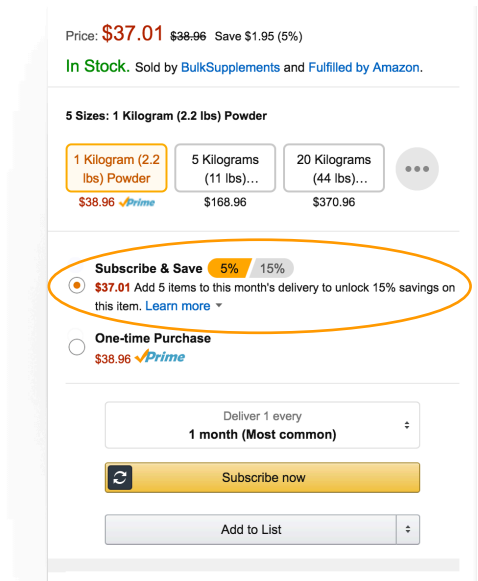 Price: $37.01 $38.96 Save $1.95 (5%)
In Stock. Sold by BulkSupplements and Fulfilled by Amazon.
5 Sizes: 1 Kilogram (2.2 lbs) Powder
1 Kilogram (2.2 lbs) Powder
$38.96 Prime
5 Kilograms (11 lbs)…
$168.96
20 Kilograms (44 lbs)…
$370.96
Subscribe & Save 5% 15%
$37.01 Add 5 items to this month's delivery to unlock 15% savings on
this item. Learn more
One-time Purchase
$38.96 Prime
Deliver 1 every
1 month (Most common)
Subscribe now
Add to List